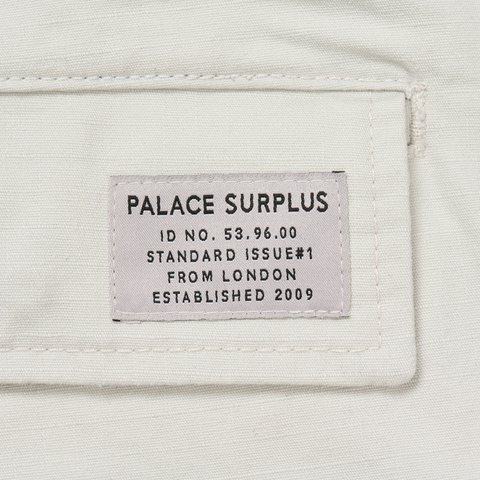 PALACE SURPLUS
ID NO. 53.96.00
STANDARD ISSUE#1
FROM LONDON
ESTABLISHED 2009